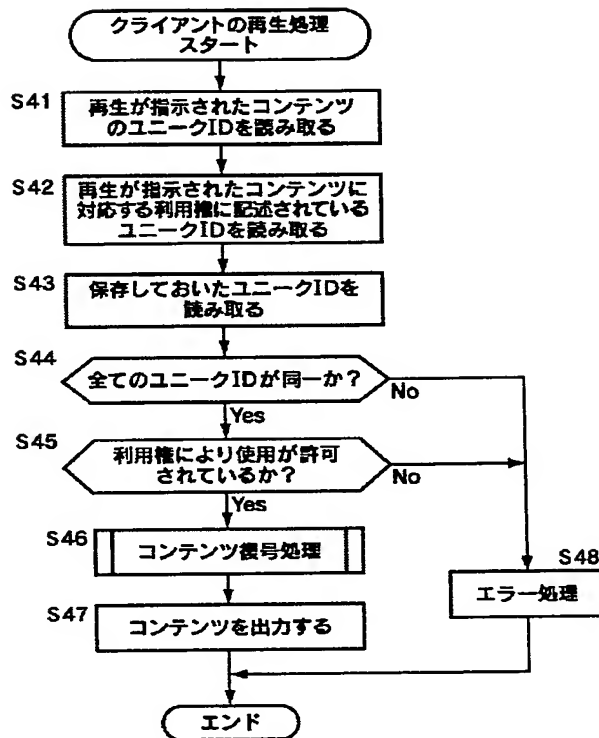 クライアントの再生処理
スタート
S41
再生が指示されたコンテンツ
のユニークIDを読み取る
S42
再生が指示されたコンテンツに
対応する利用権に記述されている
ユニークIDを読み取る
S43
保存しておいたユニークIDを
読み取る
S44
全てのユニークIDが同一か？
No
Yes
S45
利用権により使用が許可
されているか？
No
Yes
S46
コンテンツ復号処理
S48
エラー処理
S47
コンテンツを出力する
エンド